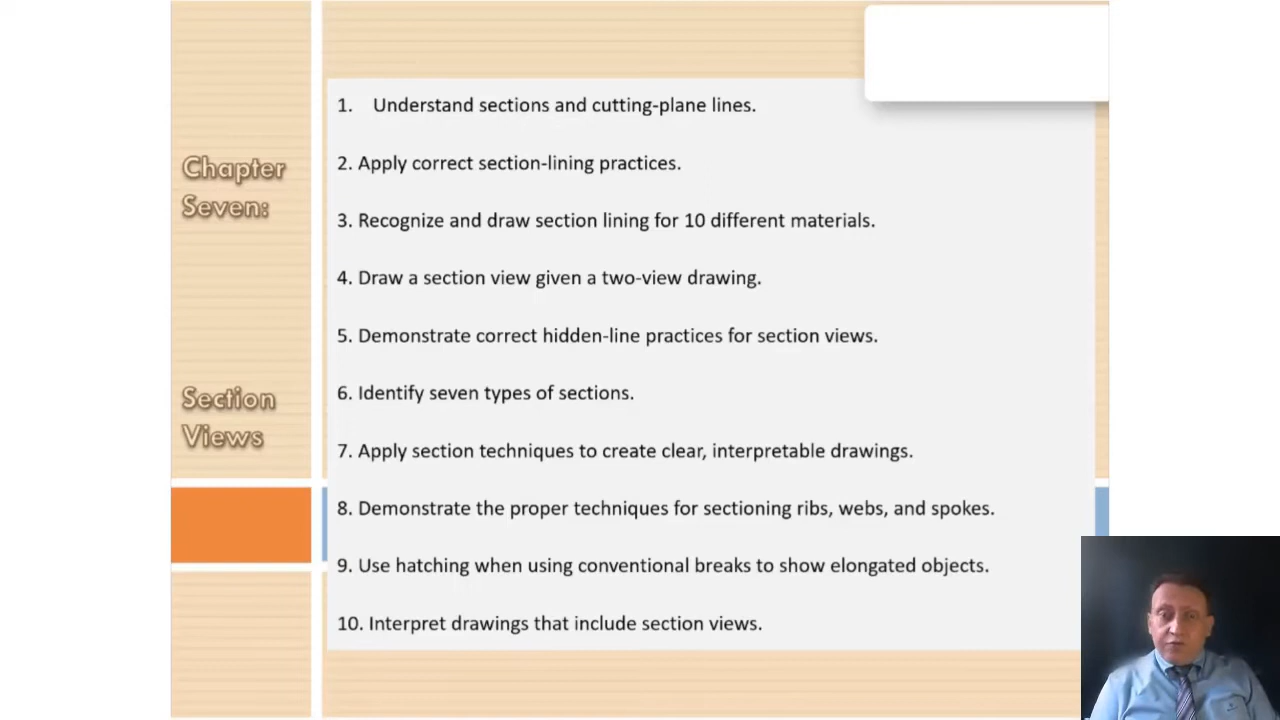 Chapter
Seven:
Section
Views
1. Understand sections and cutting-plane lines.
2. Apply correct section-lining practices.
3. Recognize and draw section lining for 10 different materials.
4. Draw a section view given a two-view drawing.
5. Demonstrate correct hidden-line practices for section views.
6. Identify seven types of sections.
7. Apply section techniques to create clear, interpretable drawings.
8. Demonstrate the proper techniques for sectioning ribs, webs, and spokes.
9. Use hatching when using conventional breaks to show elongated objects.
10. Interpret drawings that include section views.